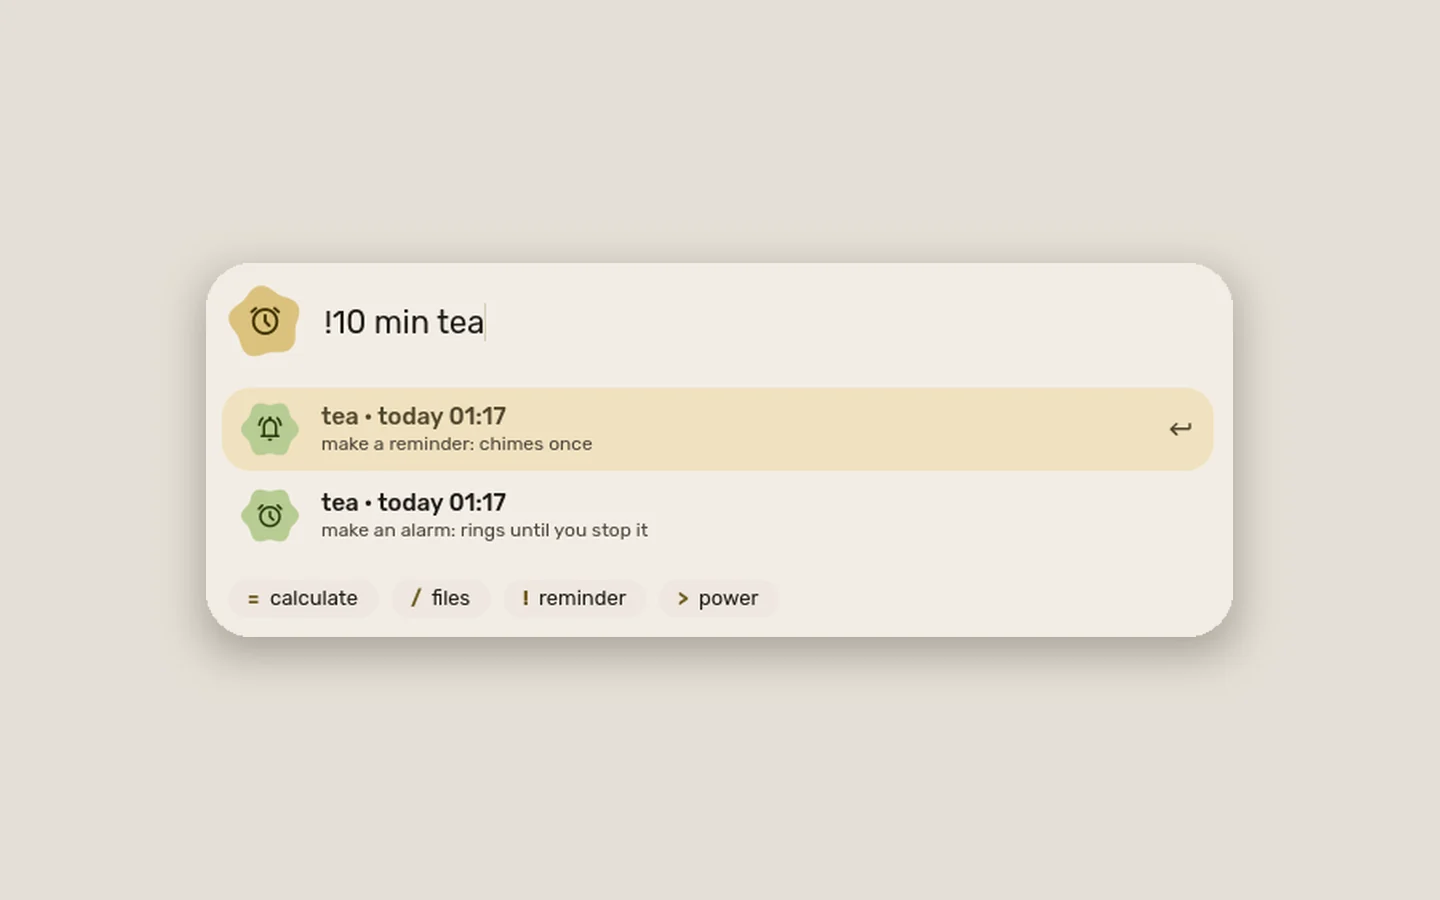 !10 min tea
tea • today 01:17
make a reminder: chimes once
tea • today 01:17
make an alarm: rings until you stop it
= calculate / files ! reminder > power